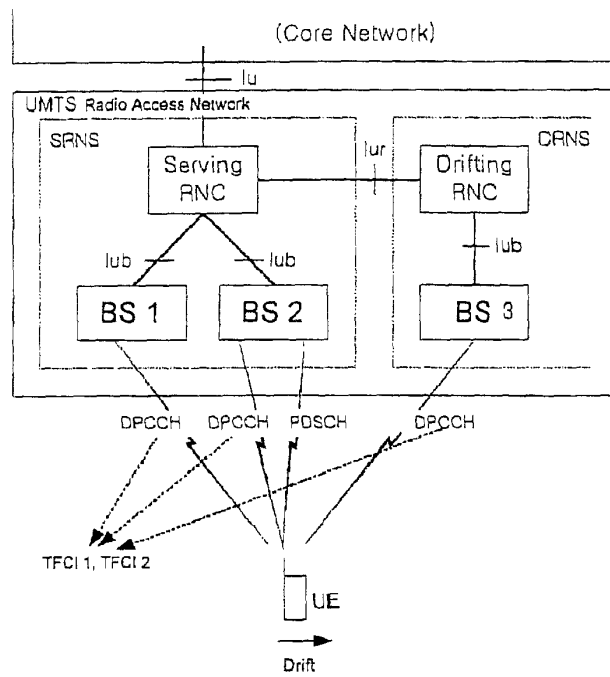 (Core Network)
Iu
UMTS Radio Access Network
SRNS
DRNS
Serving
RNC
Iur
Drifting
RNC
Iub
Iub
Iub
BS 1
BS 2
BS 3
DPCCH
DPCCH
PDSCH
DPCCH
TFCI 1, TFCI 2
UE
Drift